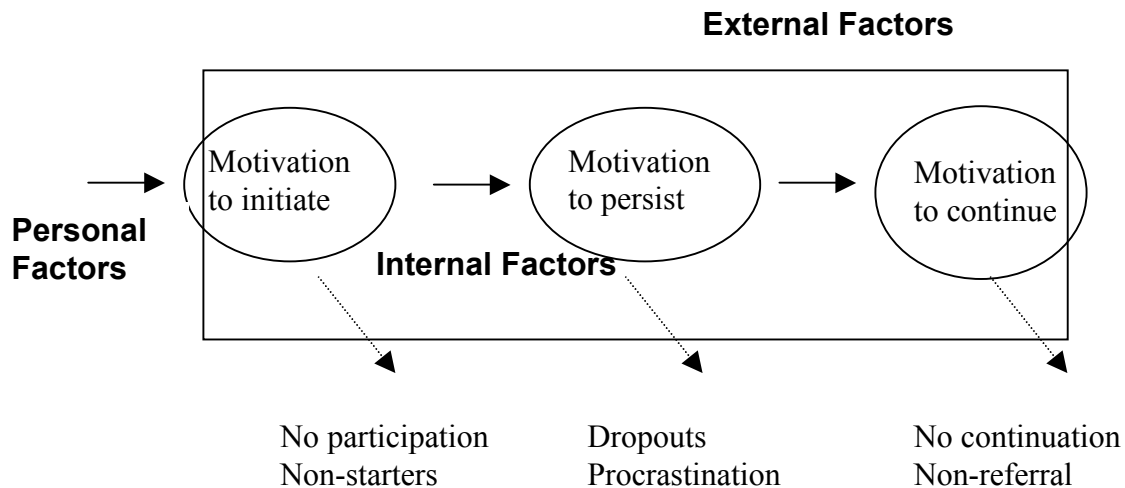 External Factors
Motivation
to initiate
Motivation
to persist
Motivation
to continue
Personal
Factors
Internal Factors
No participation
Non-starters
Dropouts
Procrastination
No continuation
Non-referral